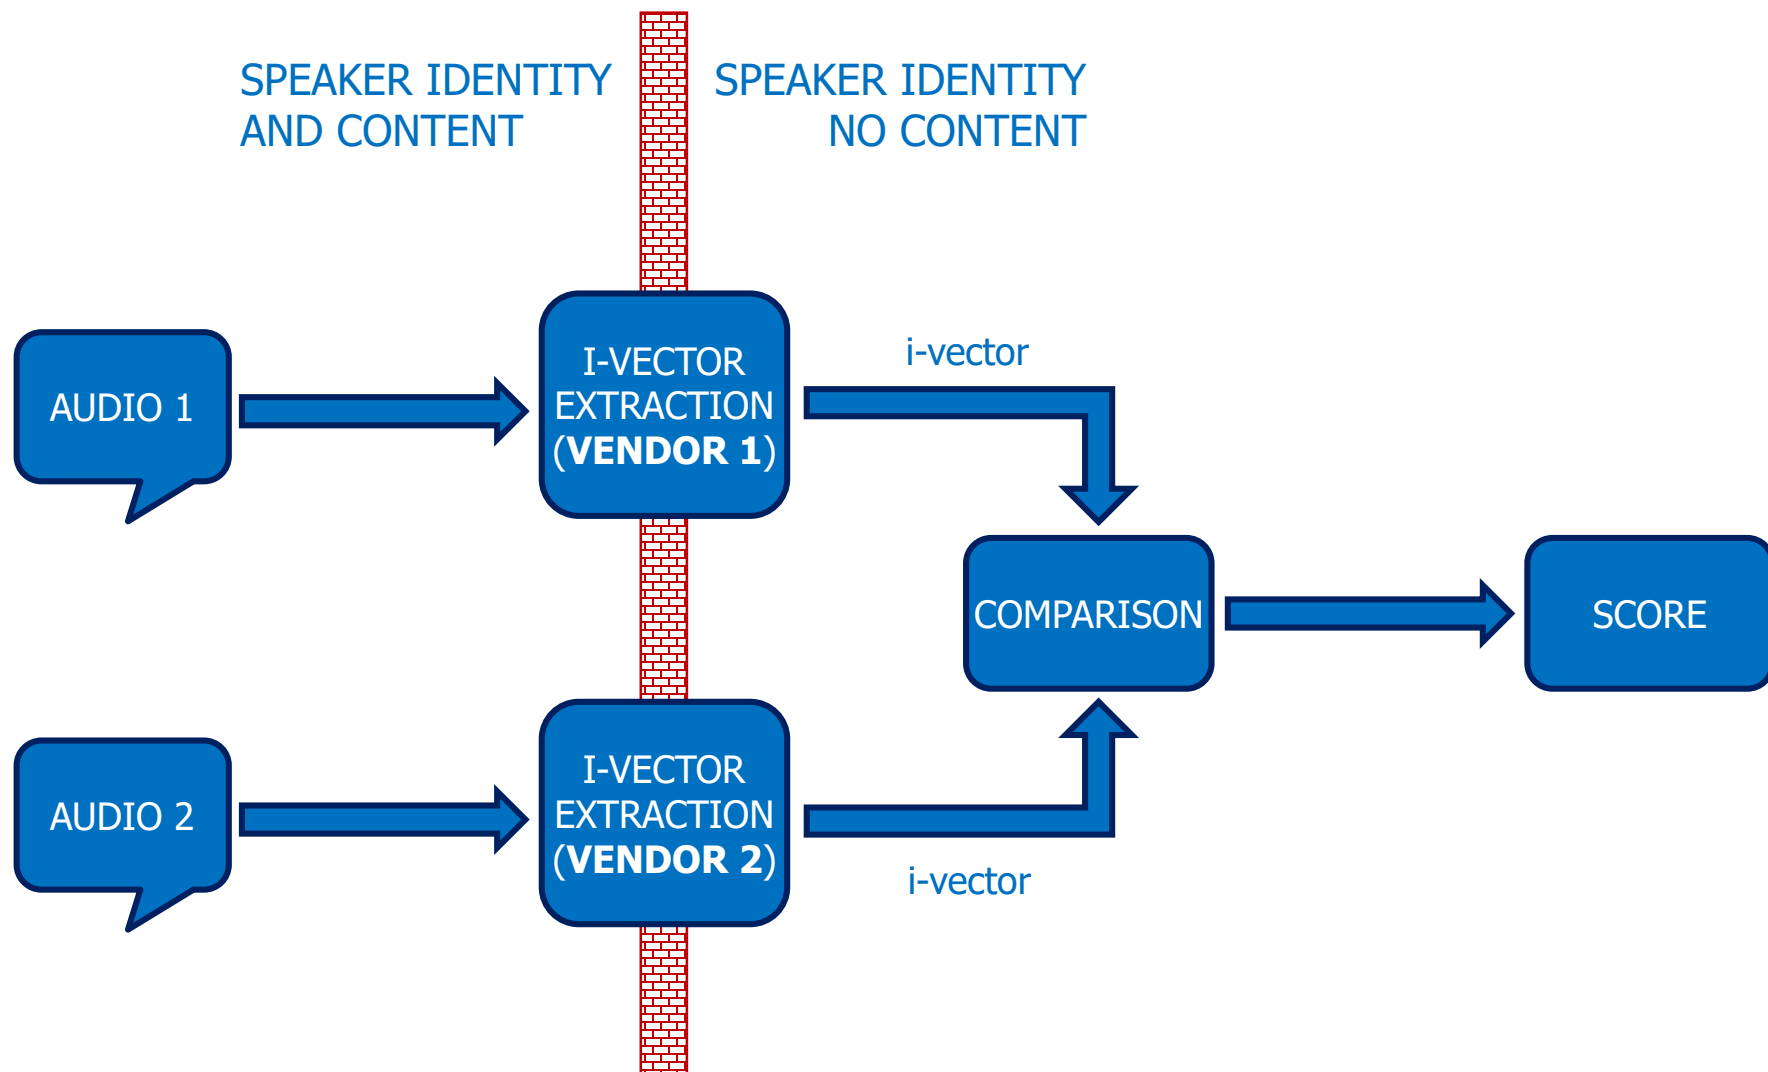 SPEAKER IDENTITY
AND CONTENT
SPEAKER IDENTITY
NO CONTENT
AUDIO 1
I-VECTOR
EXTRACTION
(VENDOR 1)
i-vector
COMPARISON
SCORE
AUDIO 2
I-VECTOR
EXTRACTION
(VENDOR 2)
i-vector